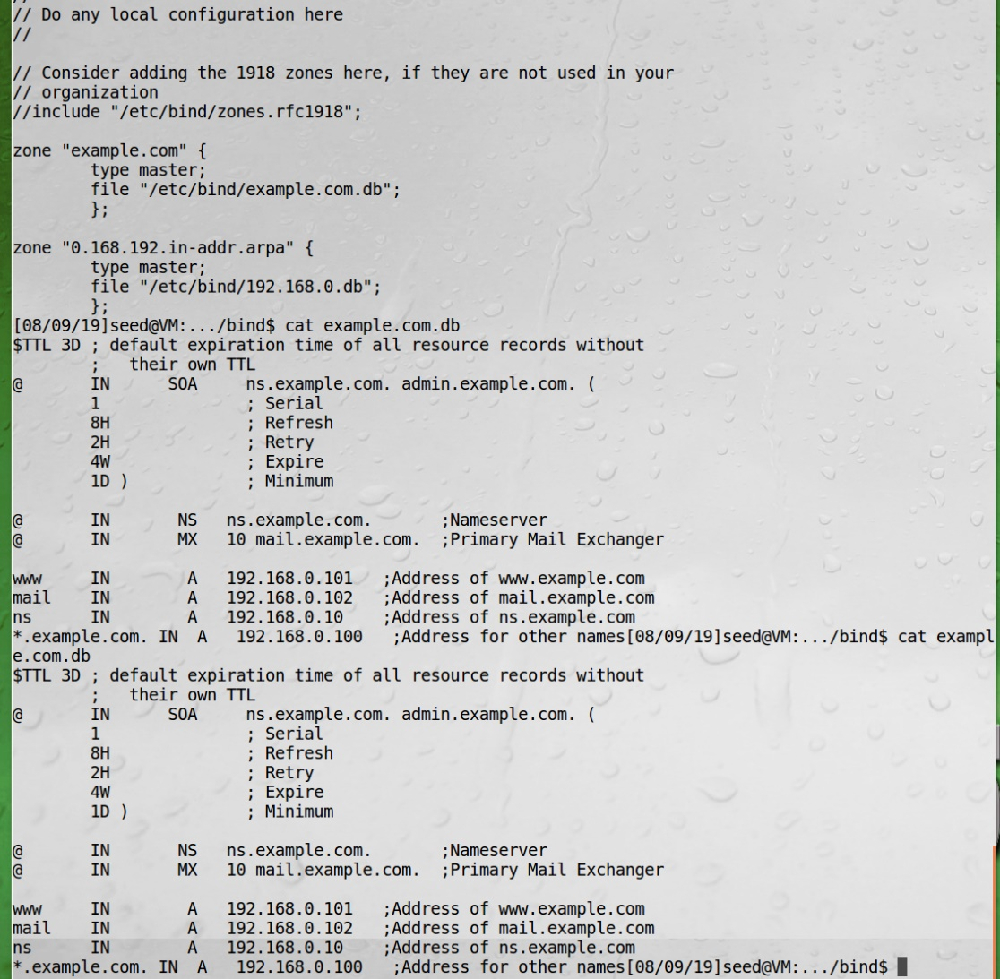 // Do any local configuration here
//
// Consider adding the 1918 zones here, if they are not used in your
// organization
//include "/etc/bind/zones.rfc1918";
zone "example.com" {
type master;
file "/etc/bind/example.com.db";
};
zone "0.168.192.in-addr.arpa" {
type master;
file "/etc/bind/192.168.0.db";
};
[08/09/19]seed@VM:.../bind$ cat example.com.db
$TTL 3D ; default expiration time of all resource records without
;   their own TTL
@       IN      SOA     ns.example.com. admin.example.com. (
1               ; Serial
8H              ; Refresh
2H              ; Retry
4W              ; Expire
1D )            ; Minimum
@       IN       NS   ns.example.com.       ;Nameserver
@       IN       MX   10 mail.example.com.  ;Primary Mail Exchanger
www     IN        A   192.168.0.101   ;Address of www.example.com
mail    IN        A   192.168.0.102   ;Address of mail.example.com
ns      IN        A   192.168.0.10    ;Address of ns.example.com
*.example.com. IN  A   192.168.0.100   ;Address for other names[08/09/19]seed@VM:.../bind$ cat exampl
e.com.db
$TTL 3D ; default expiration time of all resource records without
;   their own TTL
@       IN      SOA     ns.example.com. admin.example.com. (
1               ; Serial
8H              ; Refresh
2H              ; Retry
4W              ; Expire
1D )            ; Minimum
@       IN       NS   ns.example.com.       ;Nameserver
@       IN       MX   10 mail.example.com.  ;Primary Mail Exchanger
www     IN        A   192.168.0.101   ;Address of www.example.com
mail    IN        A   192.168.0.102   ;Address of mail.example.com
ns      IN        A   192.168.0.10    ;Address of ns.example.com
*.example.com. IN  A   192.168.0.100   ;Address for other names[08/09/19]seed@VM:.../bind$